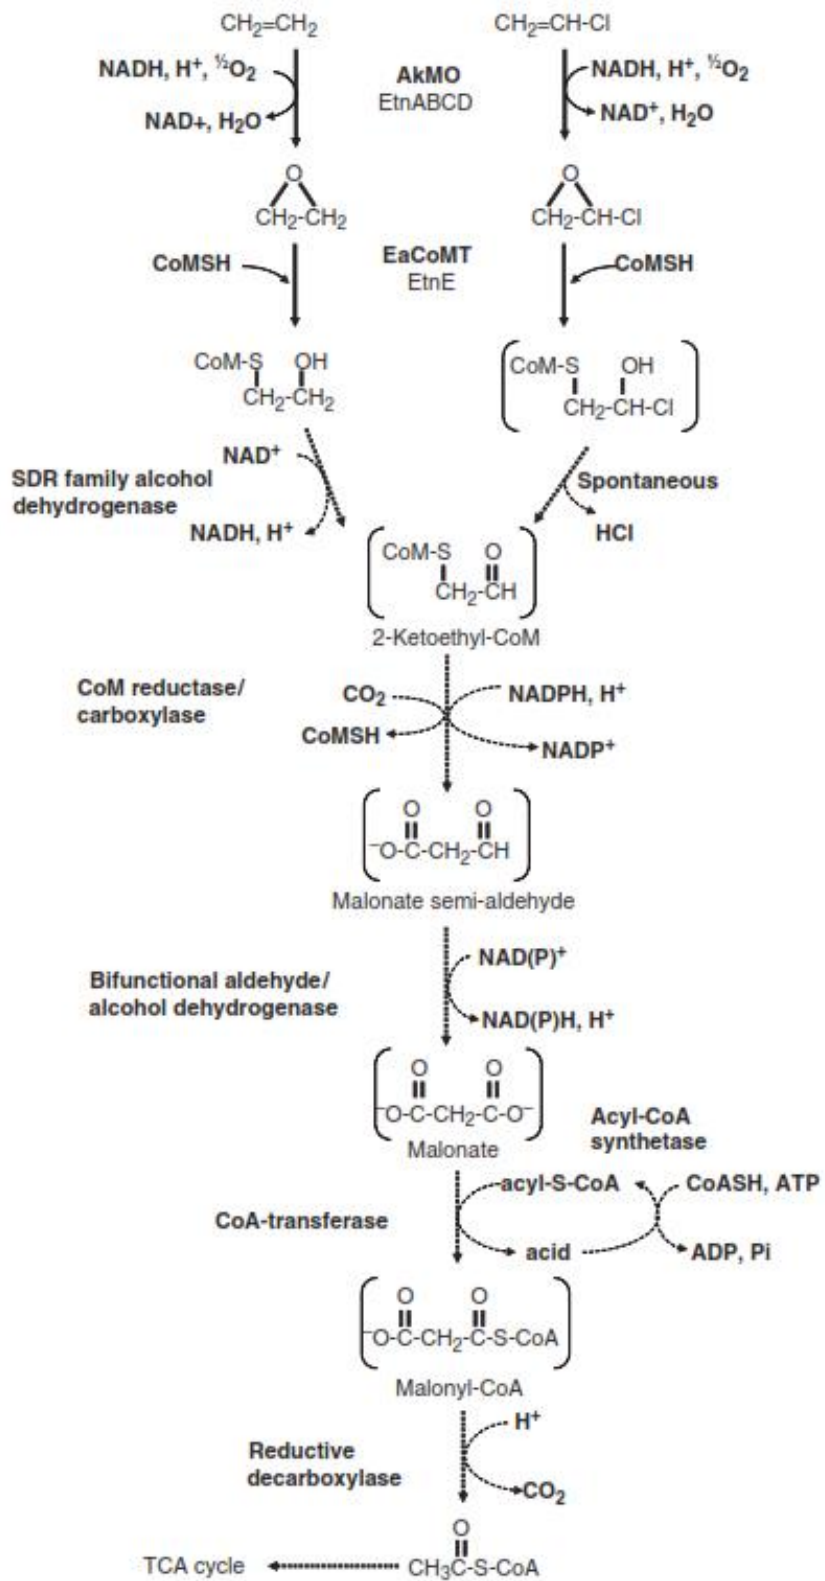 CH₂=CH₂ CH₂=CH-Cl
NADH, H⁺, ½O₂ AkMO NADH, H⁺, ½O₂
EtnABCD
NAD+, H₂O NAD⁺, H₂O
O O
CH₂-CH₂ CH₂-CH-Cl
CoMSH EaCoMT CoMSH
EtnE
CoM-S OH CoM-S OH
CH₂-CH₂ CH₂-CH-Cl
NAD⁺
SDR family alcohol Spontaneous
dehydrogenase
NADH, H⁺ HCl
CoM-S O
CH₂-CH
2-Ketoethyl-CoM
CoM reductase/ CO₂ NADPH, H⁺
carboxylase
CoMSH NADP⁺
O O
⁻O-C-CH₂-CH
Malonate semi-aldehyde
NAD(P)⁺
Bifunctional aldehyde/
alcohol dehydrogenase NAD(P)H, H⁺
O O
⁻O-C-CH₂-C-O⁻
Malonate
Acyl-CoA
synthetase
acyl-S-CoA CoASH, ATP
CoA-transferase
acid ADP, Pi
O O
⁻O-C-CH₂-C-S-CoA
Malonyl-CoA
H⁺
Reductive
decarboxylase
CO₂
O
TCA cycle CH₃C-S-CoA